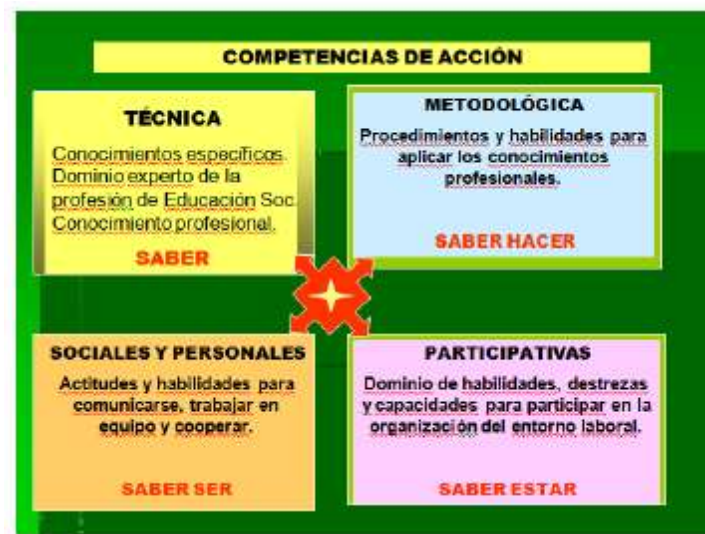 COMPETENCIAS DE ACCIÓN
TÉCNICA
Conocimientos específicos.
Dominio experto de la
profesión de Educación Soc.
Conocimiento profesional.
SABER
METODOLÓGICA
Procedimientos y habilidades para
aplicar los conocimientos
profesionales.
SABER HACER
SOCIALES Y PERSONALES
Actitudes y habilidades para
comunicarse, trabajar en
equipo y cooperar.
SABER SER
PARTICIPATIVAS
Dominio de habilidades, destrezas
y capacidades para participar en la
organización del entorno laboral.
SABER ESTAR